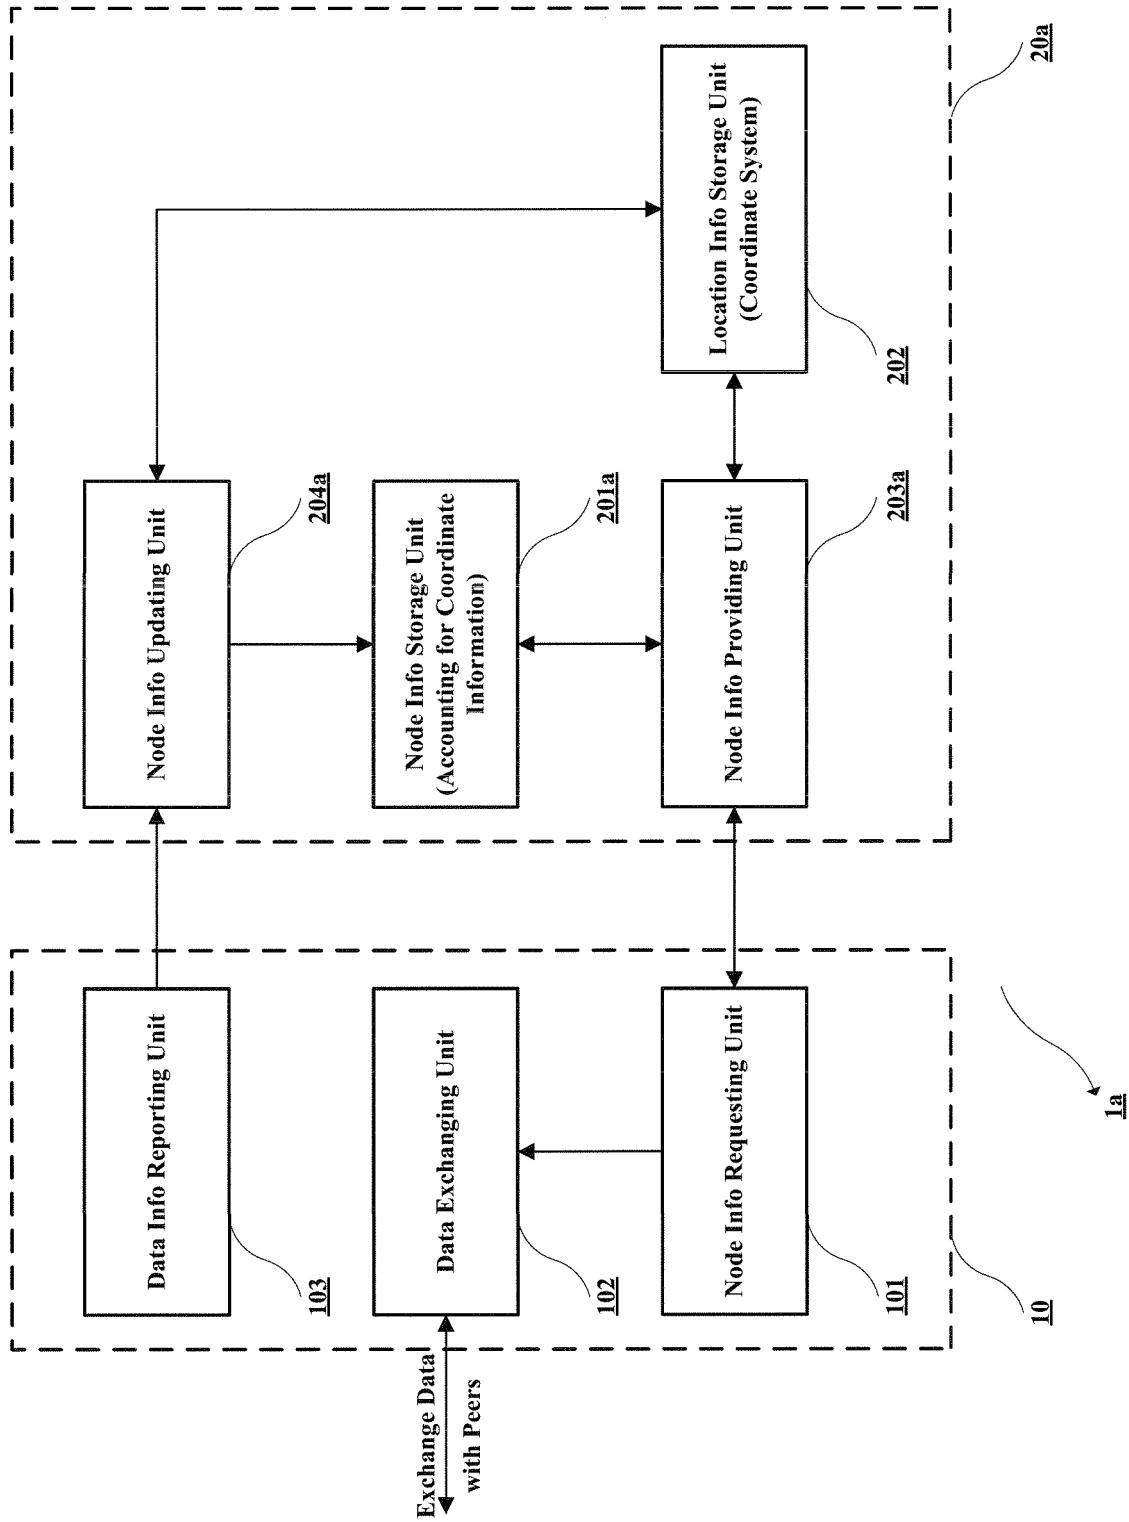 Data Info Reporting Unit
103
Node Info Updating Unit
204a
Exchange Data
with Peers
Data Exchanging Unit
102
Node Info Storage Unit
(Accounting for Coordinate
Information)
201a
Node Info Requesting Unit
101
Node Info Providing Unit
203a
Location Info Storage Unit
(Coordinate System)
202
10
20a
1a